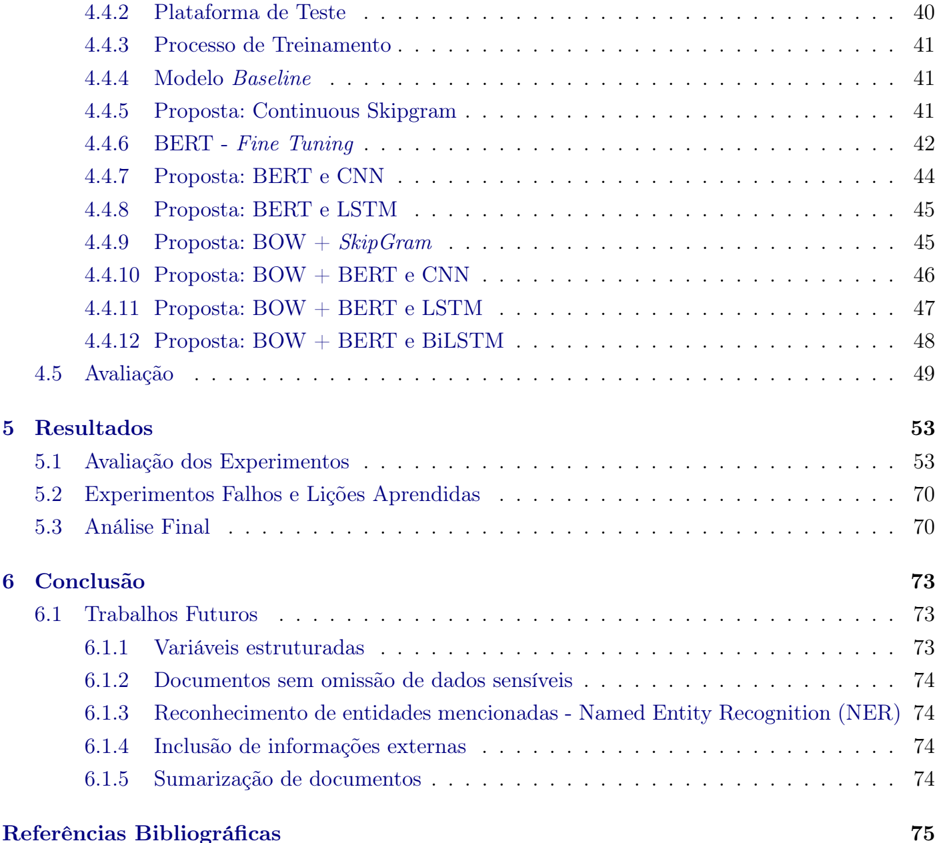 4.4.2 Plataforma de Teste . . . . . . . . . . . . . . . . . . . . . . . . . . . . . . . . 40
4.4.3 Processo de Treinamento . . . . . . . . . . . . . . . . . . . . . . . . . . . . . . 41
4.4.4 Modelo Baseline . . . . . . . . . . . . . . . . . . . . . . . . . . . . . . . . . . 41
4.4.5 Proposta: Continuous Skipgram . . . . . . . . . . . . . . . . . . . . . . . . . . 41
4.4.6 BERT - Fine Tuning . . . . . . . . . . . . . . . . . . . . . . . . . . . . . . . . 42
4.4.7 Proposta: BERT e CNN . . . . . . . . . . . . . . . . . . . . . . . . . . . . . . 44
4.4.8 Proposta: BERT e LSTM . . . . . . . . . . . . . . . . . . . . . . . . . . . . . 45
4.4.9 Proposta: BOW + SkipGram . . . . . . . . . . . . . . . . . . . . . . . . . . . 45
4.4.10 Proposta: BOW + BERT e CNN . . . . . . . . . . . . . . . . . . . . . . . . . 46
4.4.11 Proposta: BOW + BERT e LSTM . . . . . . . . . . . . . . . . . . . . . . . . 47
4.4.12 Proposta: BOW + BERT e BiLSTM . . . . . . . . . . . . . . . . . . . . . . . 48
4.5 Avaliação . . . . . . . . . . . . . . . . . . . . . . . . . . . . . . . . . . . . . . . . . . 49
5 Resultados 53
5.1 Avaliação dos Experimentos . . . . . . . . . . . . . . . . . . . . . . . . . . . . . . . . 53
5.2 Experimentos Falhos e Lições Aprendidas . . . . . . . . . . . . . . . . . . . . . . . . 70
5.3 Análise Final . . . . . . . . . . . . . . . . . . . . . . . . . . . . . . . . . . . . . . . . 70
6 Conclusão 73
6.1 Trabalhos Futuros . . . . . . . . . . . . . . . . . . . . . . . . . . . . . . . . . . . . . 73
6.1.1 Variáveis estruturadas . . . . . . . . . . . . . . . . . . . . . . . . . . . . . . . 73
6.1.2 Documentos sem omissão de dados sensíveis . . . . . . . . . . . . . . . . . . . 74
6.1.3 Reconhecimento de entidades mencionadas - Named Entity Recognition (NER) 74
6.1.4 Inclusão de informações externas . . . . . . . . . . . . . . . . . . . . . . . . . 74
6.1.5 Sumarização de documentos . . . . . . . . . . . . . . . . . . . . . . . . . . . . 74
Referências Bibliográficas 75